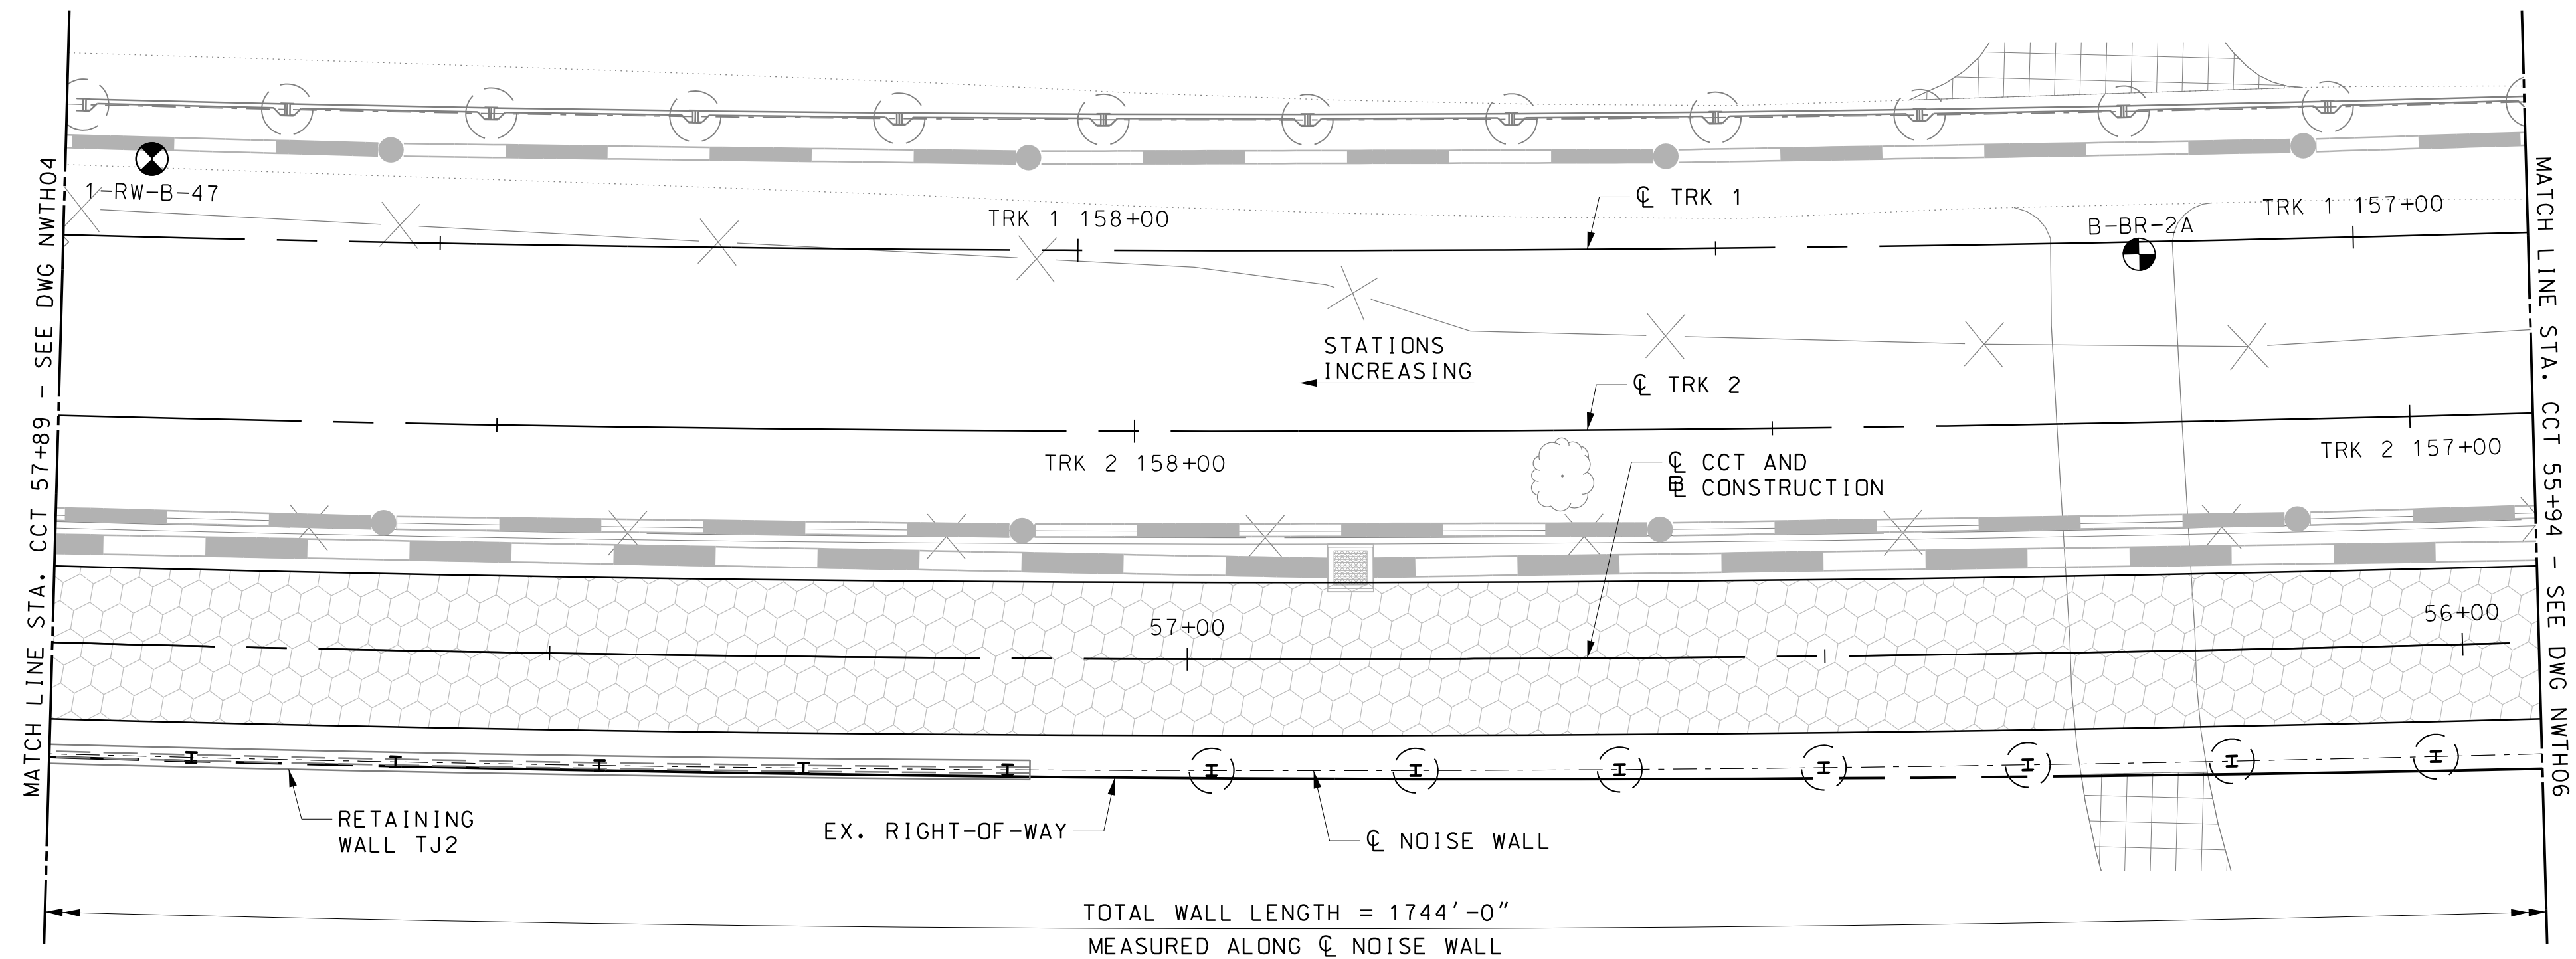 MATCH LINE STA. CCT 57+89 - SEE DWG NWTH04
1-RW-B-47
TRK 1 158+00
℄ TRK 1
B-BR-2A
TRK 1 157+00
MATCH LINE STA. CCT 55+94 - SEE DWG NWTH06
STATIONS
INCREASING
℄ TRK 2
TRK 2 158+00
TRK 2 157+00
℄ CCT AND
BL CONSTRUCTION
57+00
56+00
RETAINING
WALL TJ2
EX. RIGHT-OF-WAY
℄ NOISE WALL
TOTAL WALL LENGTH = 1744'-0"
MEASURED ALONG ℄ NOISE WALL